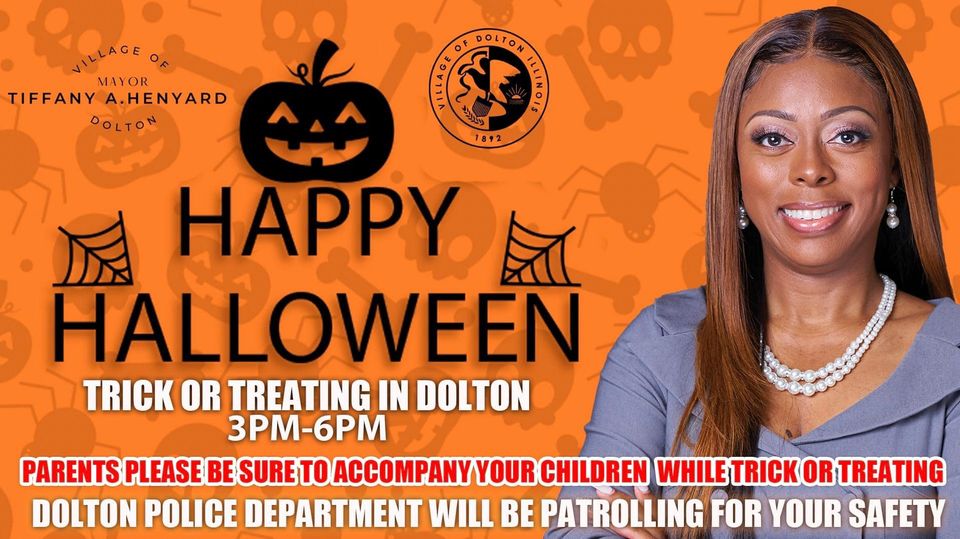 VILLAGE OF
MAYOR
TIFFANY A.HENYARD
DOLTON
VILLAGE OF DOLTON ILLINOIS
1892
HAPPY
HALLOWEEN
TRICK OR TREATING IN DOLTON
3PM-6PM
PARENTS PLEASE BE SURE TO ACCOMPANY YOUR CHILDREN WHILE TRICK OR TREATING
DOLTON POLICE DEPARTMENT WILL BE PATROLLING FOR YOUR SAFETY